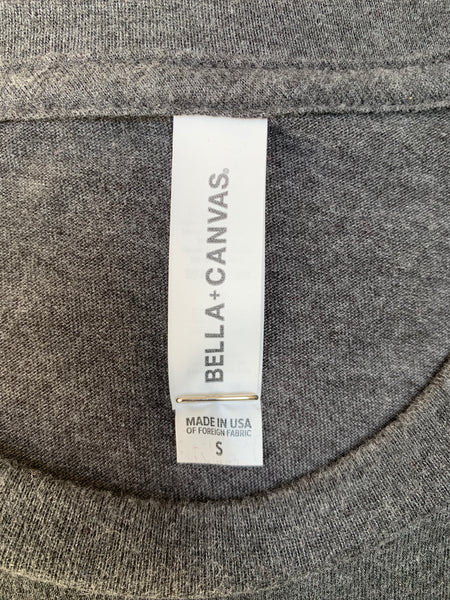 BELLA+CANVAS®
MADE IN USA
OF FOREIGN FABRIC
S